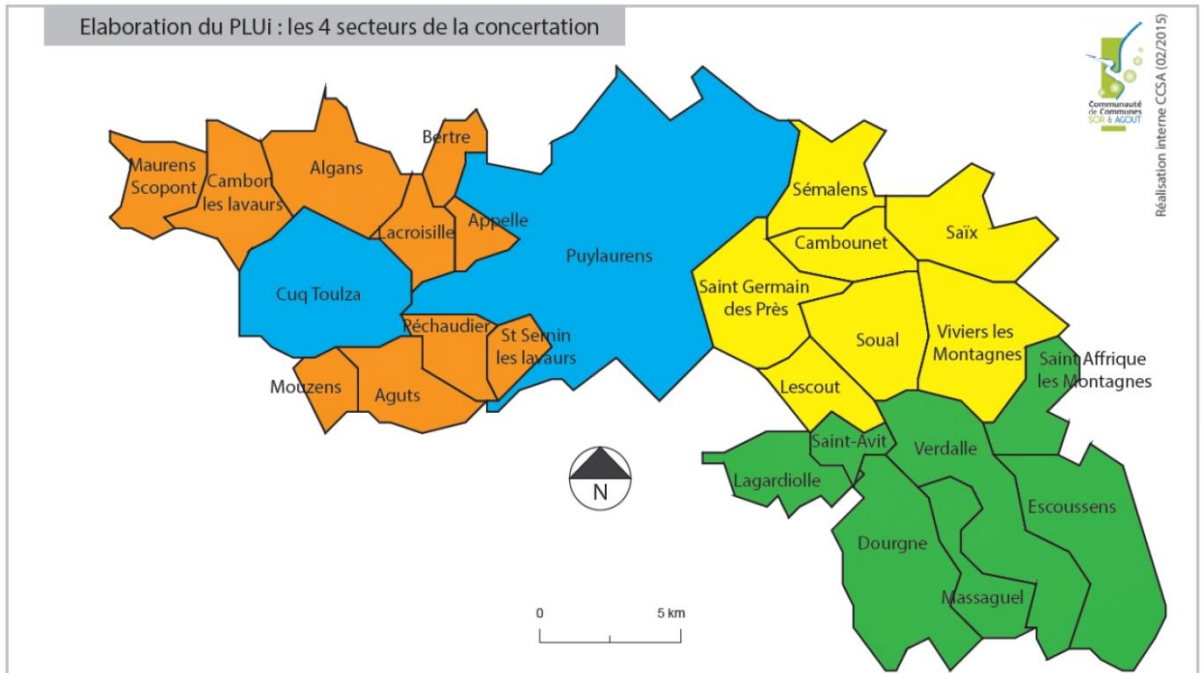 Elaboration du PLUi : les 4 secteurs de la concertation
Communauté
de Communes
SOR & AGOUT
Réalisation interne CCSA (02/2015)
Bertre
Maurens
Scopont
Cambon
les lavaurs
Algans
Lacroisille
Appelle
Puylaurens
Sémalens
Cambounet
Saïx
Cuq Toulza
Saint Germain
des Près
Péchaudier
St Sernin
les lavaurs
Soual
Viviers les
Montagnes
Saint Affrique
les Montagnes
Mouzens
Aguts
Lescout
Saint-Avit
Verdalle
Lagardiolle
N
Escoussens
Dourgne
Massaguel
0
5 km